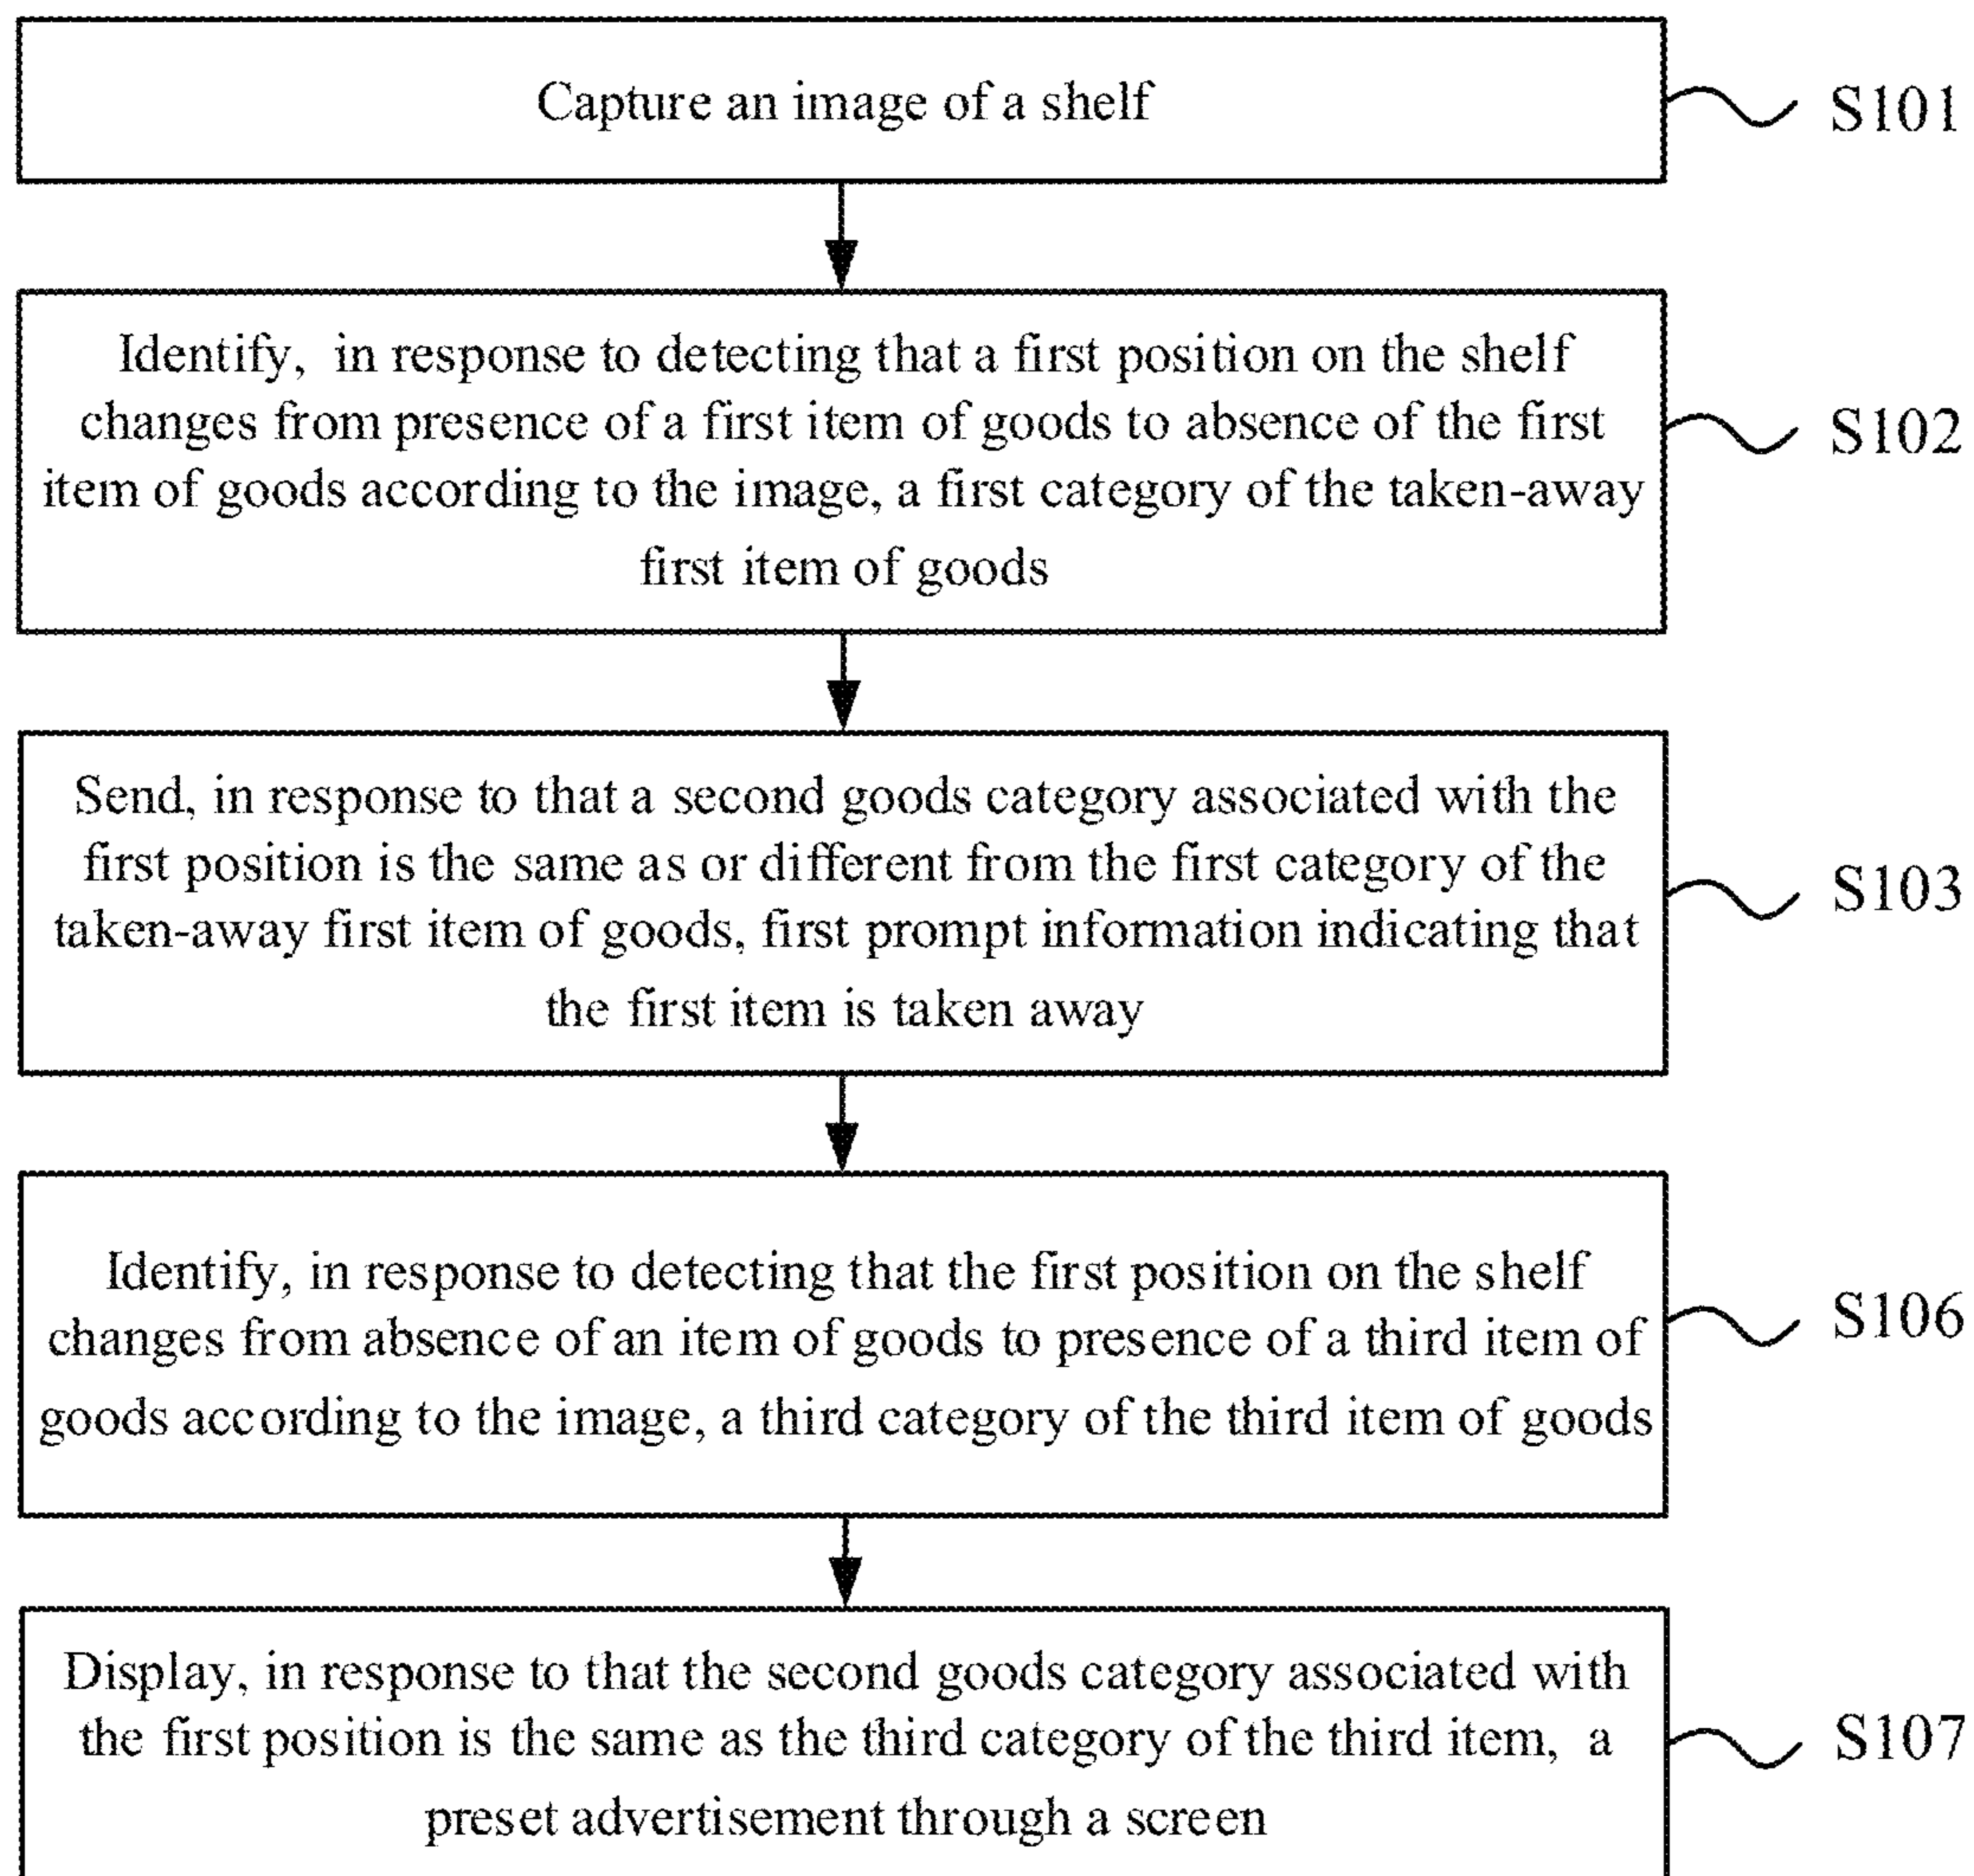 Capture an image of a shelf
S101
Identify, in response to detecting that a first position on the shelf
changes from presence of a first item of goods to absence of the first
item of goods according to the image, a first category of the taken-away
first item of goods
S102
Send, in response to that a second goods category associated with the
first position is the same as or different from the first category of the
taken-away first item of goods, first prompt information indicating that
the first item is taken away
S103
Identify, in response to detecting that the first position on the shelf
changes from absence of an item of goods to presence of a third item of
goods according to the image, a third category of the third item of goods
S106
Display, in response to that the second goods category associated with
the first position is the same as the third category of the third item, a
preset advertisement through a screen
S107